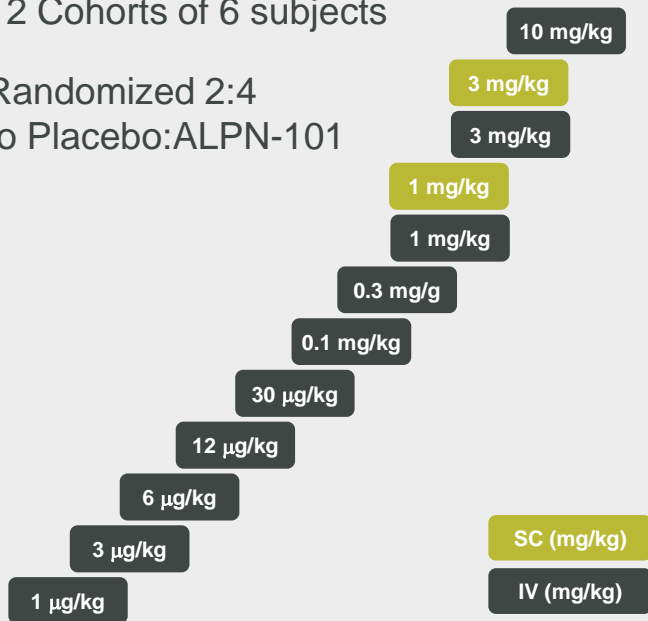 2 Cohorts of 6 subjects
Randomized 2:4
o Placebo:ALPN-101
10 mg/kg
3 mg/kg
3 mg/kg
1 mg/kg
1 mg/kg
0.3 mg/g
0.1 mg/kg
30 µg/kg
12 µg/kg
6 µg/kg
3 µg/kg
1 µg/kg
SC (mg/kg)
IV (mg/kg)